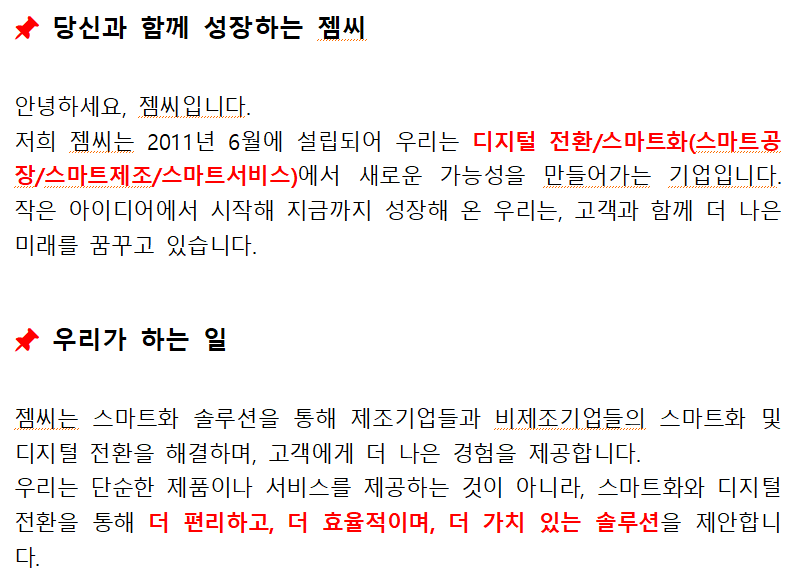 📌 당신과 함께 성장하는 젬씨
안녕하세요, 젬씨입니다.
저희 젬씨는 2011년 6월에 설립되어 우리는 디지털 전환/스마트화(스마트공
장/스마트제조/스마트서비스)에서 새로운 가능성을 만들어가는 기업입니다.
작은 아이디어에서 시작해 지금까지 성장해 온 우리는, 고객과 함께 더 나은
미래를 꿈꾸고 있습니다.
📌 우리가 하는 일
젬씨는 스마트화 솔루션을 통해 제조기업들과 비제조기업들의 스마트화 및
디지털 전환을 해결하며, 고객에게 더 나은 경험을 제공합니다.
우리는 단순한 제품이나 서비스를 제공하는 것이 아니라, 스마트화와 디지털
전환을 통해 더 편리하고, 더 효율적이며, 더 가치 있는 솔루션을 제안합니
다.